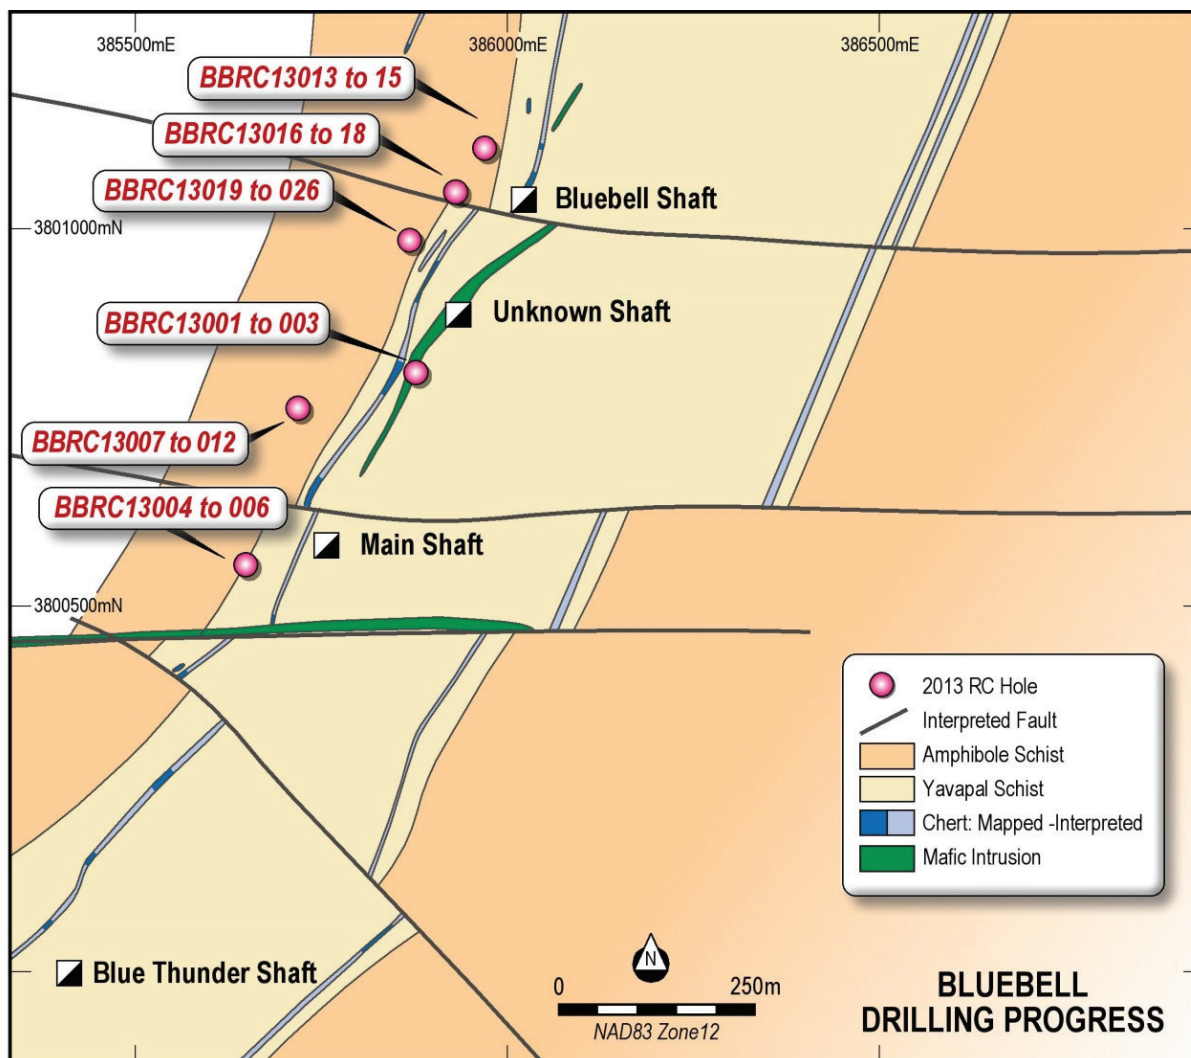 385500mE
386000mE
386500mE
BBRC13013 to 15
BBRC13016 to 18
BBRC13019 to 026
Bluebell Shaft
3801000mN
Unknown Shaft
BBRC13001 to 003
BBRC13007 to 012
BBRC13004 to 006
Main Shaft
3800500mN
2013 RC Hole
Interpreted Fault
Amphibole Schist
Yavapal Schist
Chert: Mapped -Interpreted
Mafic Intrusion
Blue Thunder Shaft
N
0 250m
NAD83 Zone12
BLUEBELL
DRILLING PROGRESS